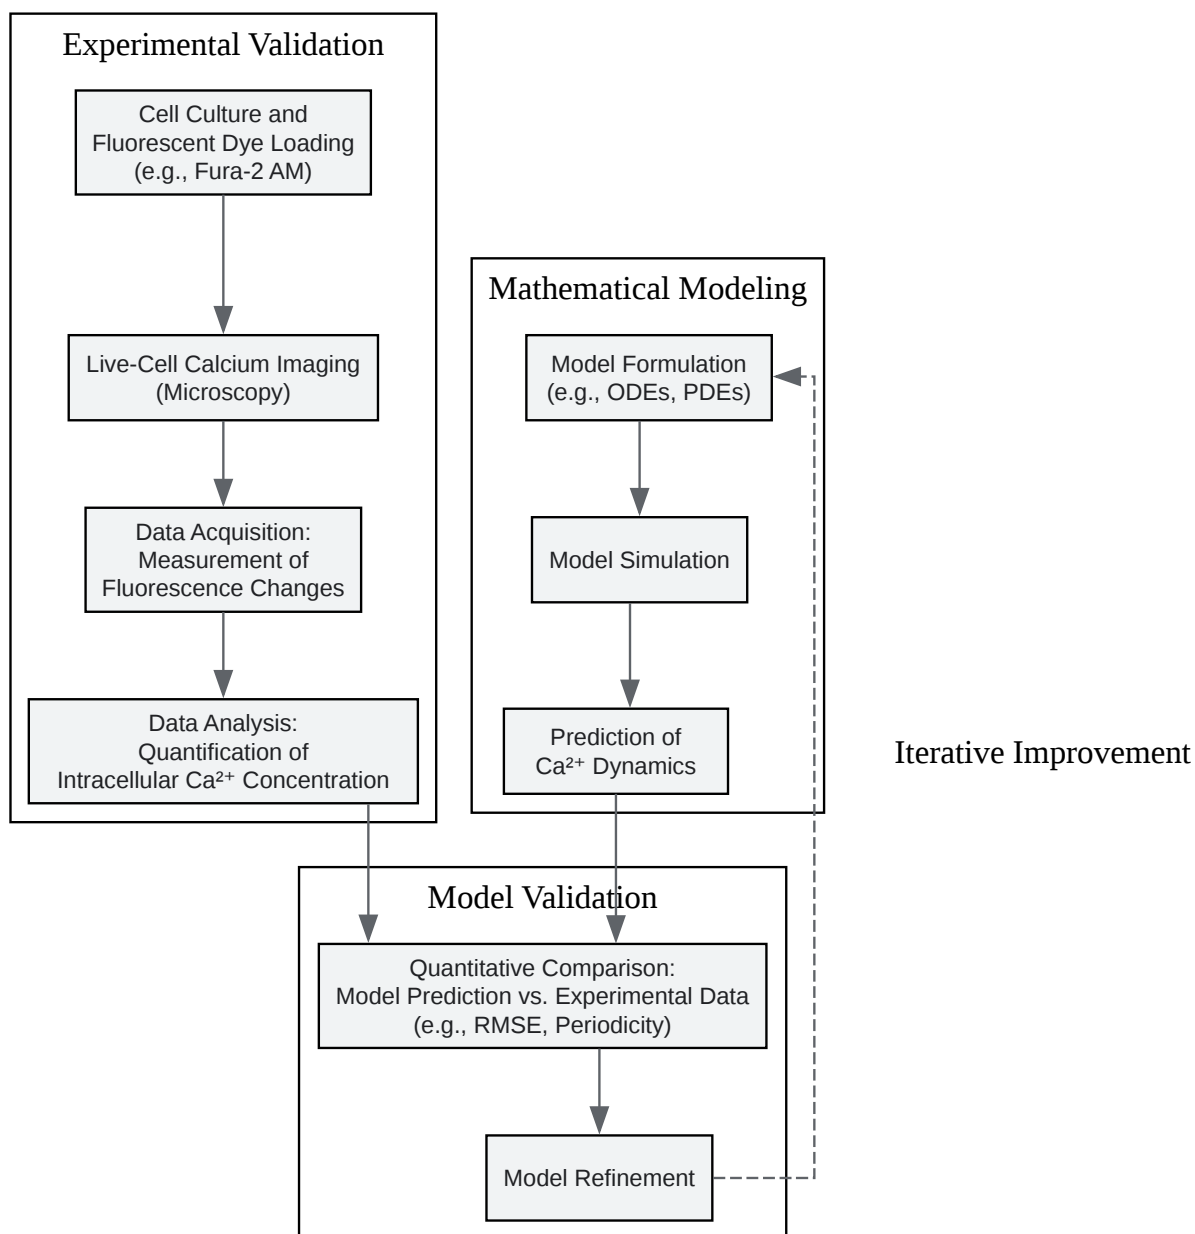 Experimental Validation
Cell Culture and
Fluorescent Dye Loading
(e.g., Fura-2 AM)
Live-Cell Calcium Imaging
(Microscopy)
Data Acquisition:
Measurement of
Fluorescence Changes
Data Analysis:
Quantification of
Intracellular Ca²⁺ Concentration
Mathematical Modeling
Model Formulation
(e.g., ODEs, PDEs)
Model Simulation
Prediction of
Ca²⁺ Dynamics
Iterative Improvement
Model Validation
Quantitative Comparison:
Model Prediction vs. Experimental Data
(e.g., RMSE, Periodicity)
Model Refinement